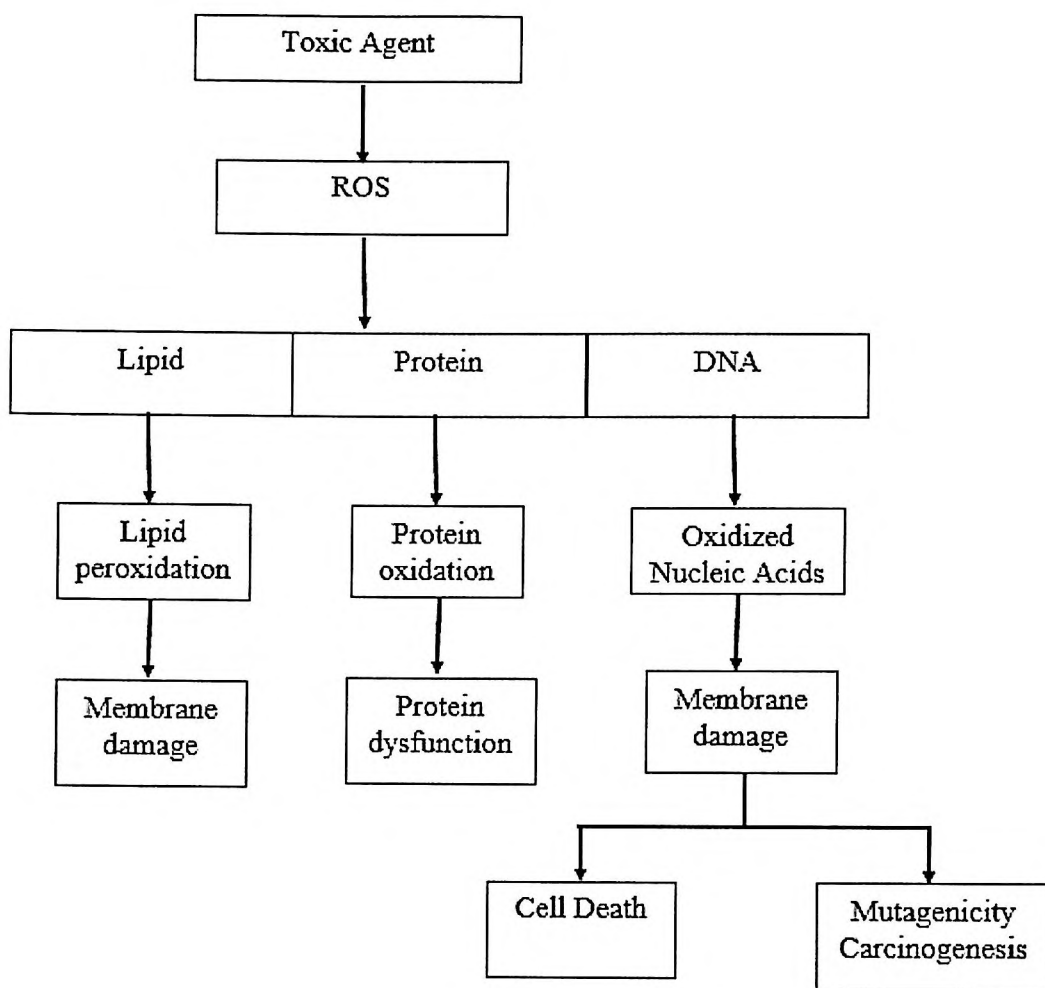 Toxic Agent
ROS
Lipid
Protein
DNA
Lipid
peroxidation
Protein
oxidation
Oxidized
Nucleic Acids
Membrane
damage
Protein
dysfunction
Membrane
damage
Cell Death
Mutagenicity
Carcinogenesis